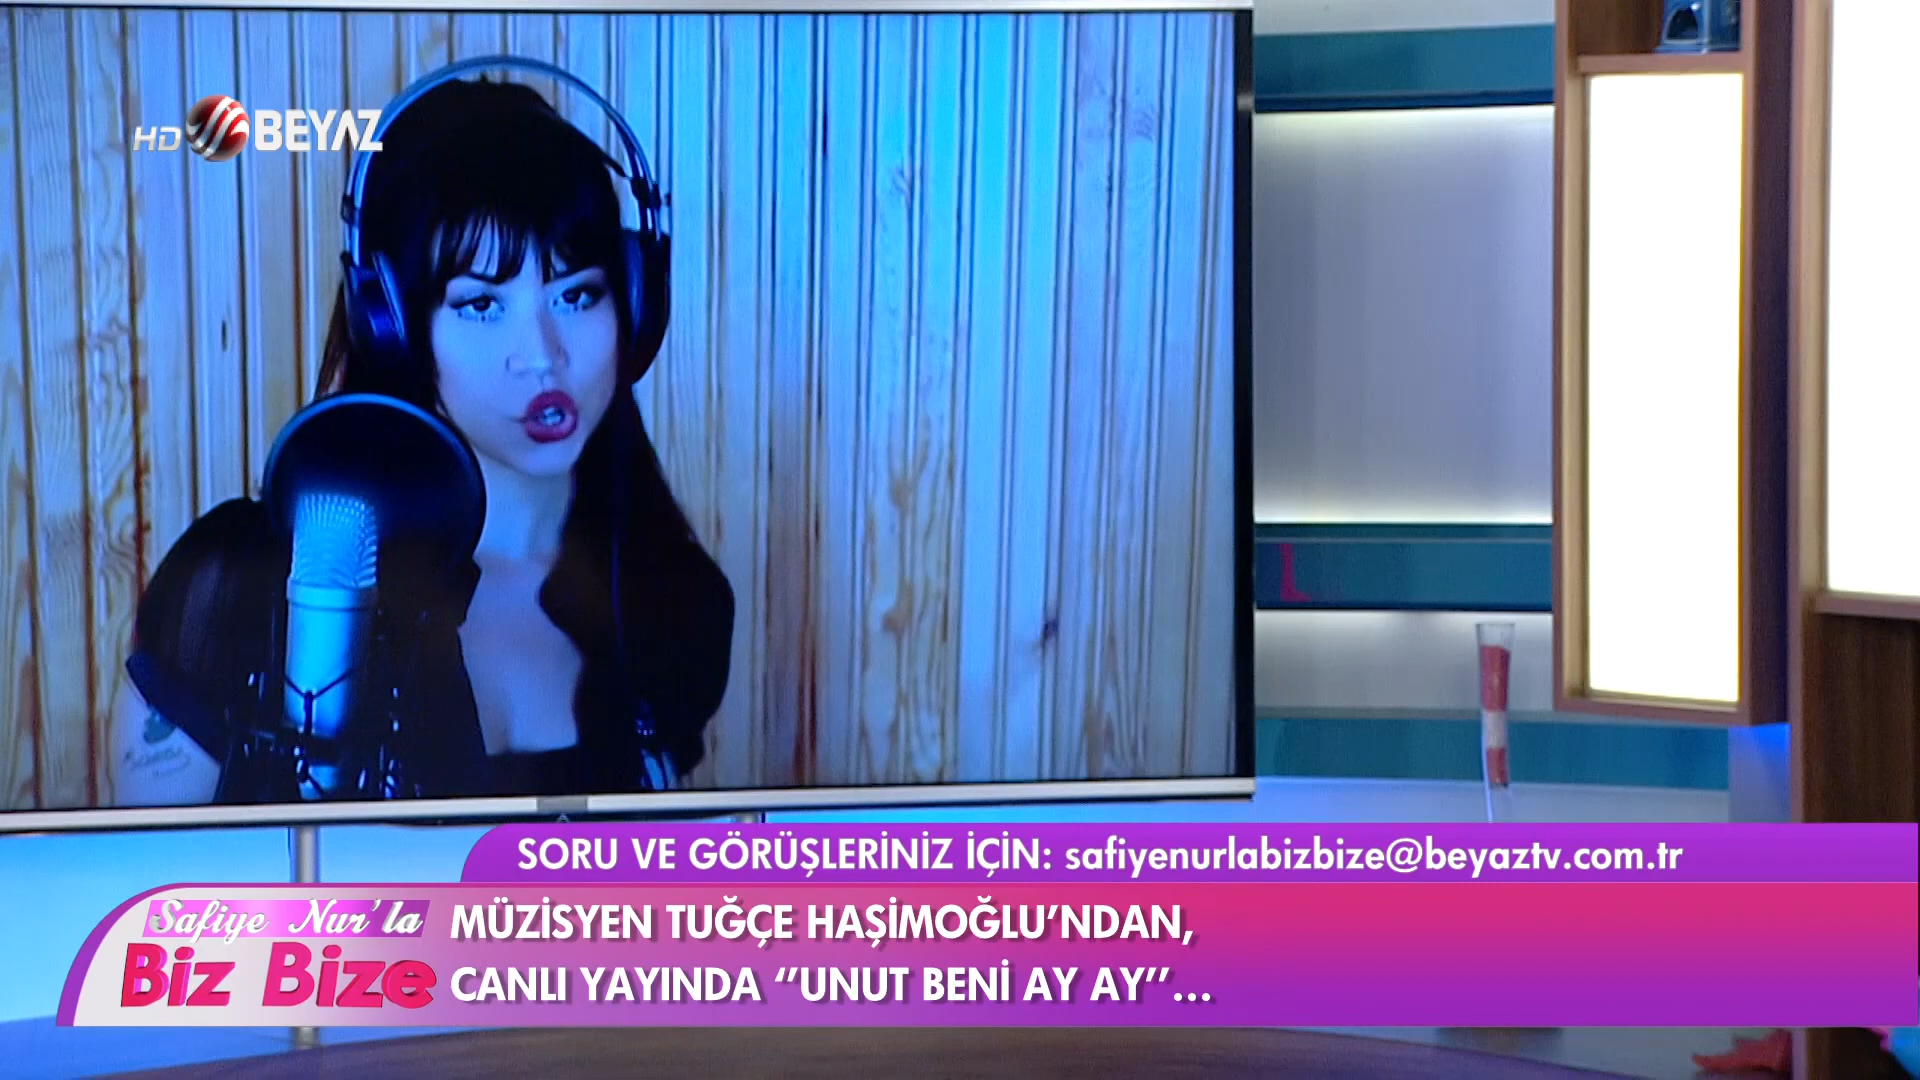 HD BEYAZ
SORU VE GÖRÜŞLERİNİZ İÇİN: safiyenurlabizbize@beyaztv.com.tr
Safiye Nur'la
Biz Bize
MÜZİSYEN TUĞÇE HAŞİMOĞLU'NDAN,
CANLI YAYINDA "UNUT BENİ AY AY"...